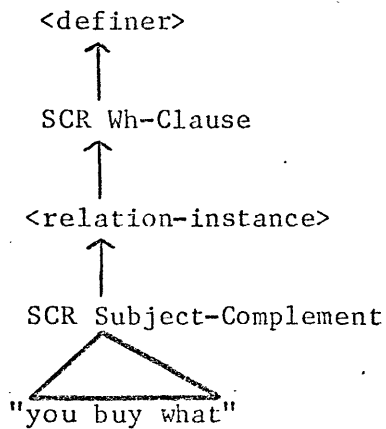 <definer>
SCR Wh-Clause
<relation-instance>
SCR Subject-Complement
"you buy what"